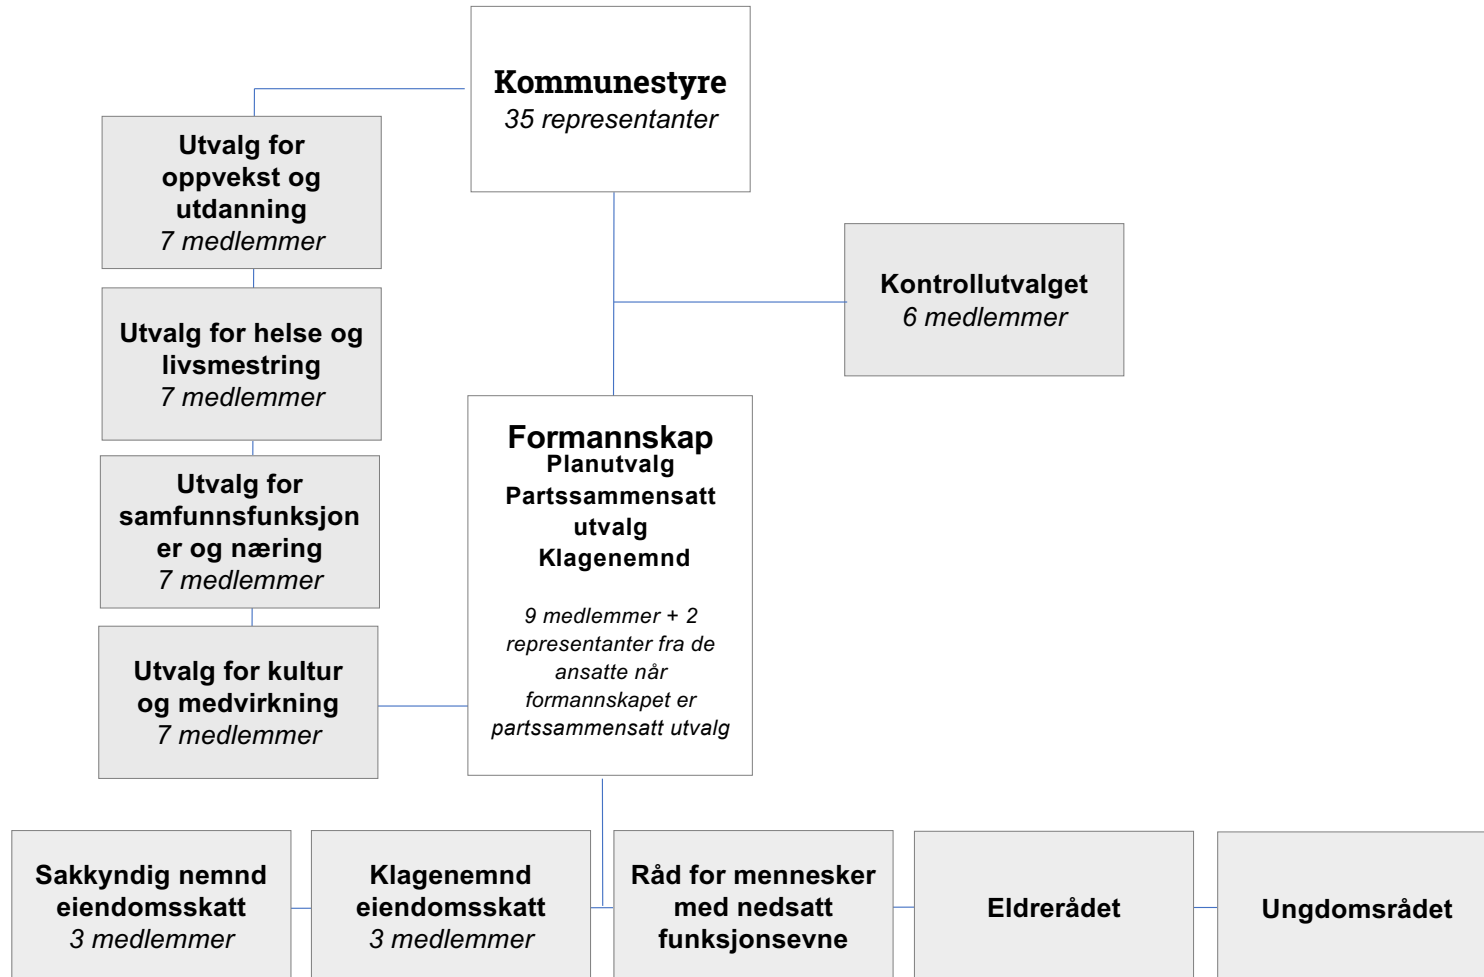 Kommunestyre
35 representanter
Utvalg for
oppvekst og
utdanning
7 medlemmer
Kontrollutvalget
6 medlemmer
Utvalg for helse og
livsmestring
7 medlemmer
Formannskap
Planutvalg
Partssammensatt
utvalg
Klagenemnd
9 medlemmer + 2
representanter fra de
ansatte når
formannskapet er
partssammensatt utvalg
Utvalg for
samfunnsfunksjon
er og næring
7 medlemmer
Utvalg for kultur
og medvirkning
7 medlemmer
Sakkyndig nemnd
eiendomsskatt
3 medlemmer
Klagenemnd
eiendomsskatt
3 medlemmer
Råd for mennesker
med nedsatt
funksjonsevne
Eldrerådet
Ungdomsrådet